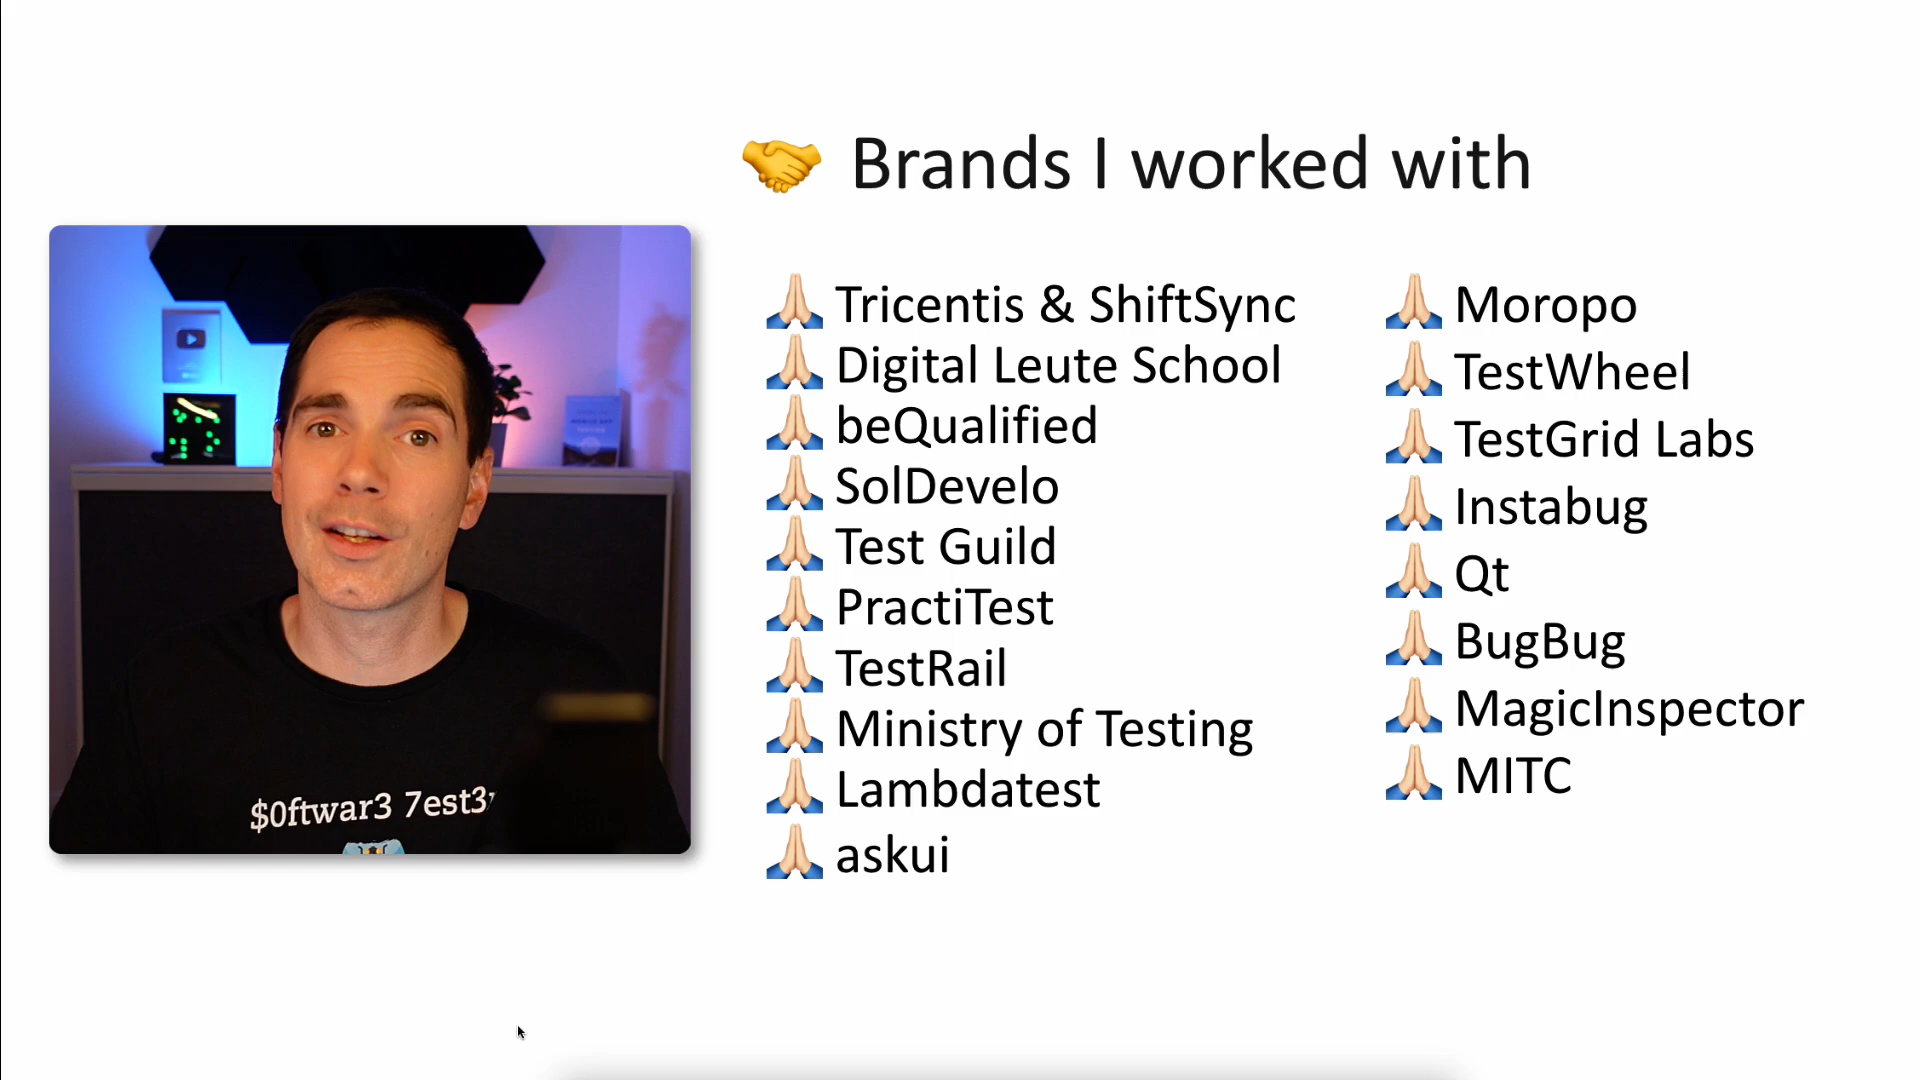 🤝 Brands I worked with
🙏🏻 Tricentis & ShiftSync
🙏🏻 Digital Leute School
🙏🏻 beQualified
🙏🏻 SolDevelo
🙏🏻 Test Guild
🙏🏻 PractiTest
🙏🏻 TestRail
🙏🏻 Ministry of Testing
🙏🏻 Lambdatest
🙏🏻 askui
🙏🏻 Moropo
🙏🏻 TestWheel
🙏🏻 TestGrid Labs
🙏🏻 Instabug
🙏🏻 Qt
🙏🏻 BugBug
🙏🏻 MagicInspector
🙏🏻 MITC
$0ftwar3 7est3